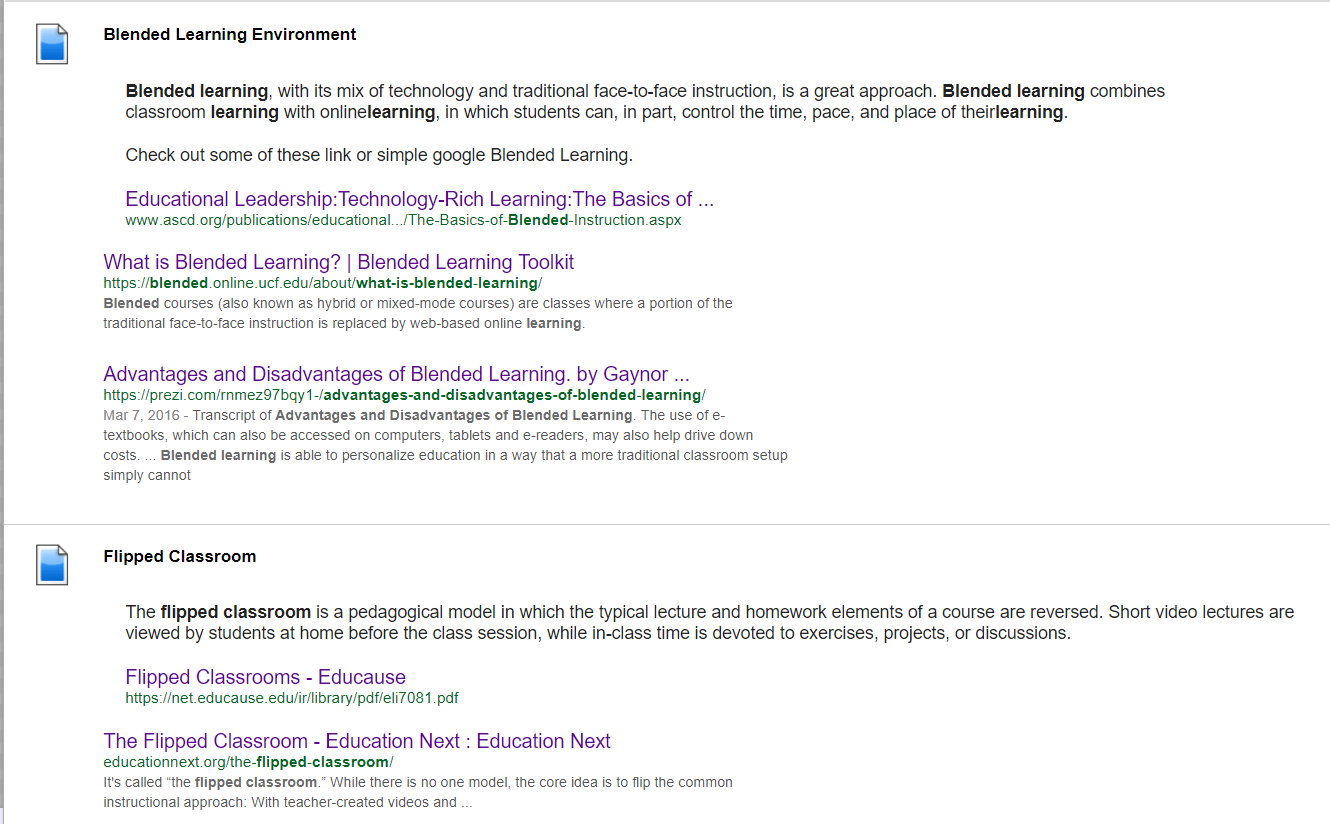 Blended Learning Environment
Blended learning, with its mix of technology and traditional face-to-face instruction, is a great approach. Blended learning combines
classroom learning with onlinelearning, in which students can, in part, control the time, pace, and place of theirlearning.
Check out some of these link or simple google Blended Learning.
Educational Leadership:Technology-Rich Learning:The Basics of ...
www.ascd.org/publications/educational.../The-Basics-of-Blended-Instruction.aspx
What is Blended Learning? | Blended Learning Toolkit
https://blended.online.ucf.edu/about/what-is-blended-learning/
Blended courses (also known as hybrid or mixed-mode courses) are classes where a portion of the
traditional face-to-face instruction is replaced by web-based online learning.
Advantages and Disadvantages of Blended Learning. by Gaynor ...
https://prezi.com/rnmez97bqy1-/advantages-and-disadvantages-of-blended-learning/
Mar 7, 2016 - Transcript of Advantages and Disadvantages of Blended Learning. The use of e-
textbooks, which can also be accessed on computers, tablets and e-readers, may also help drive down
costs. ... Blended learning is able to personalize education in a way that a more traditional classroom setup
simply cannot
Flipped Classroom
The flipped classroom is a pedagogical model in which the typical lecture and homework elements of a course are reversed. Short video lectures are
viewed by students at home before the class session, while in-class time is devoted to exercises, projects, or discussions.
Flipped Classrooms - Educause
https://net.educause.edu/ir/library/pdf/eli7081.pdf
The Flipped Classroom - Education Next : Education Next
educationnext.org/the-flipped-classroom/
It's called “the flipped classroom.” While there is no one model, the core idea is to flip the common
instructional approach: With teacher-created videos and ...